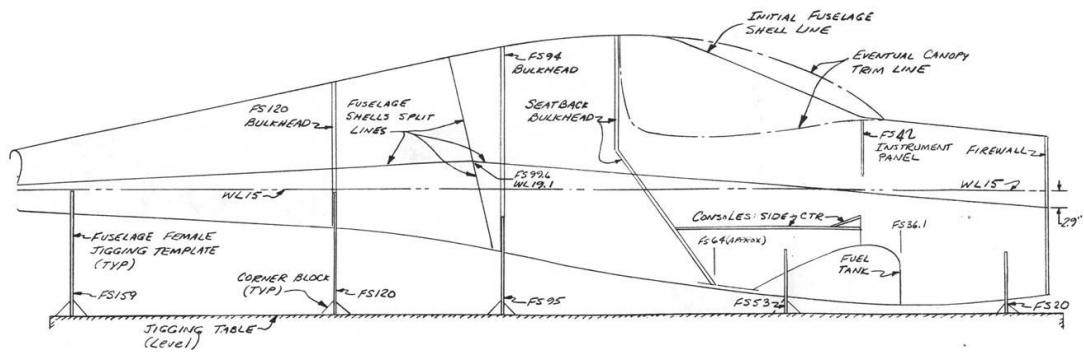 INITIAL FUSELAGE
SHELL LINE
EVENTUAL CANOPY
TRIM LINE
FS94
BULKHEAD
FS120
BULKHEAD
FUSELAGE
SHELLS SPLIT
LINES
SEATBACK
BULKHEAD
FS42
INSTRUMENT
PANEL
FIREWALL
FS99.6
WL19.1
WL15
WL15
2.9"
CONSOLES: SIDE & CTR
FS64 (APPROX)
FS36.1
FUEL
TANK
FUSELAGE FEMALE
JIGGING TEMPLATE
(TYP)
CORNER BLOCK
(TYP)
FS159
FS120
FS95
FS53
FS20
JIGGING TABLE
(Level)